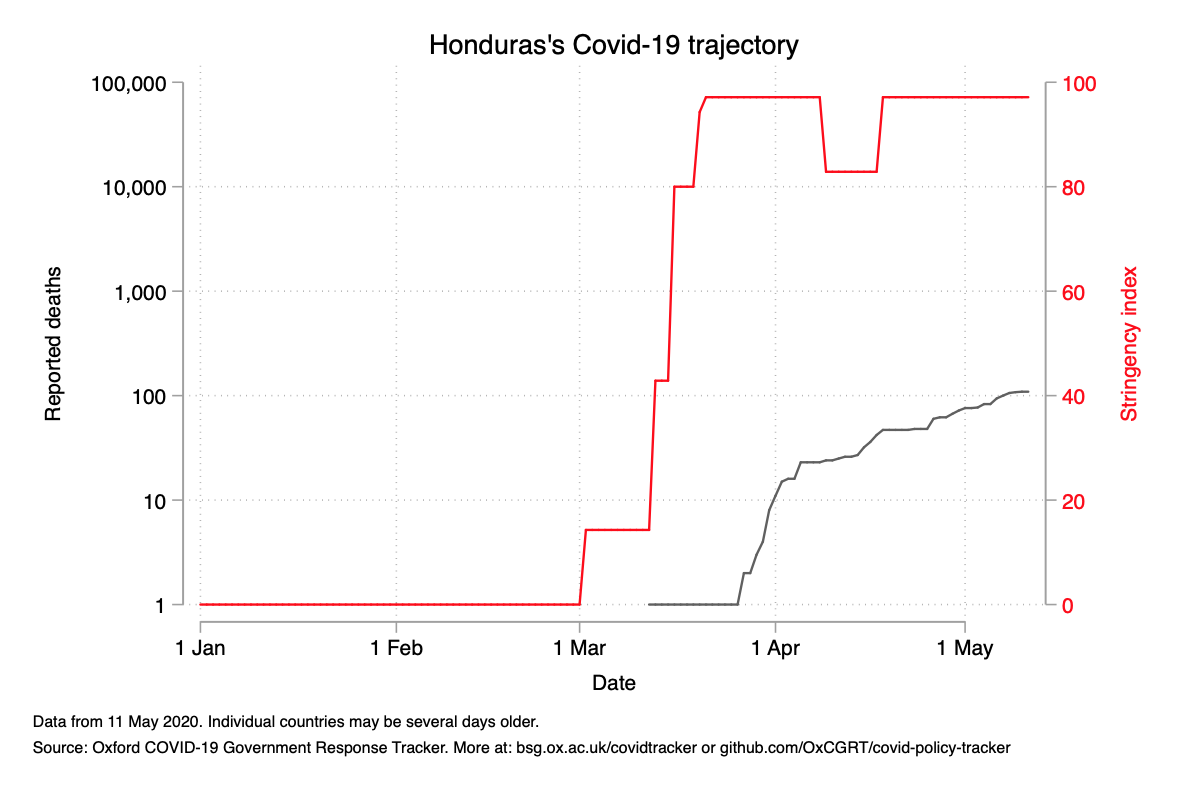 Honduras's Covid-19 trajectory
100,000
10,000
1,000
100
10
1
Reported deaths
100
80
60
40
20
0
Stringency index
1 Jan
1 Feb
1 Mar
1 Apr
1 May
Date
Data from 11 May 2020. Individual countries may be several days older.
Source: Oxford COVID-19 Government Response Tracker. More at: bsg.ox.ac.uk/covidtracker or github.com/OxCGRT/covid-policy-tracker